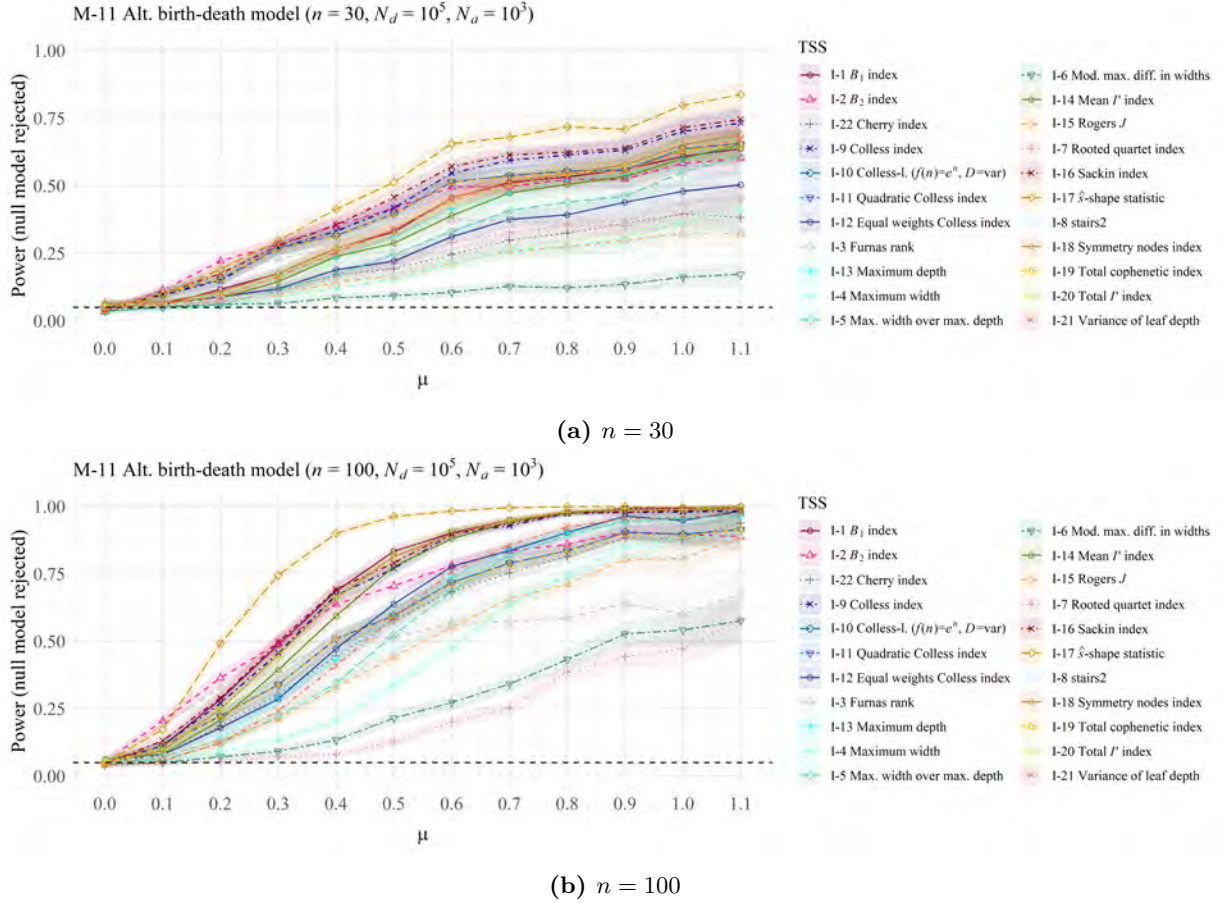 M-11 Alt. birth-death model (n = 30, N_d = 10^5, N_a = 10^3)
Power (null model rejected)
1.00
0.75
0.50
0.25
0.00
0.0 0.1 0.2 0.3 0.4 0.5 0.6 0.7 0.8 0.9 1.0 1.1
μ
TSS
I-1 B_1 index
I-2 B_2 index
I-22 Cherry index
I-9 Colless index
I-10 Colless-l. (f(n)=e^n, D=var)
I-11 Quadratic Colless index
I-12 Equal weights Colless index
I-3 Furnas rank
I-13 Maximum depth
I-4 Maximum width
I-5 Max. width over max. depth
I-6 Mod. max. diff. in widths
I-14 Mean I' index
I-15 Rogers J
I-7 Rooted quartet index
I-16 Sackin index
I-17 ŝ-shape statistic
I-8 stairs2
I-18 Symmetry nodes index
I-19 Total cophenetic index
I-20 Total I' index
I-21 Variance of leaf depth
(a) n = 30
M-11 Alt. birth-death model (n = 100, N_d = 10^5, N_a = 10^3)
Power (null model rejected)
1.00
0.75
0.50
0.25
0.00
0.0 0.1 0.2 0.3 0.4 0.5 0.6 0.7 0.8 0.9 1.0 1.1
μ
TSS
I-1 B_1 index
I-2 B_2 index
I-22 Cherry index
I-9 Colless index
I-10 Colless-l. (f(n)=e^n, D=var)
I-11 Quadratic Colless index
I-12 Equal weights Colless index
I-3 Furnas rank
I-13 Maximum depth
I-4 Maximum width
I-5 Max. width over max. depth
I-6 Mod. max. diff. in widths
I-14 Mean I' index
I-15 Rogers J
I-7 Rooted quartet index
I-16 Sackin index
I-17 ŝ-shape statistic
I-8 stairs2
I-18 Symmetry nodes index
I-19 Total cophenetic index
I-20 Total I' index
I-21 Variance of leaf depth
(b) n = 100